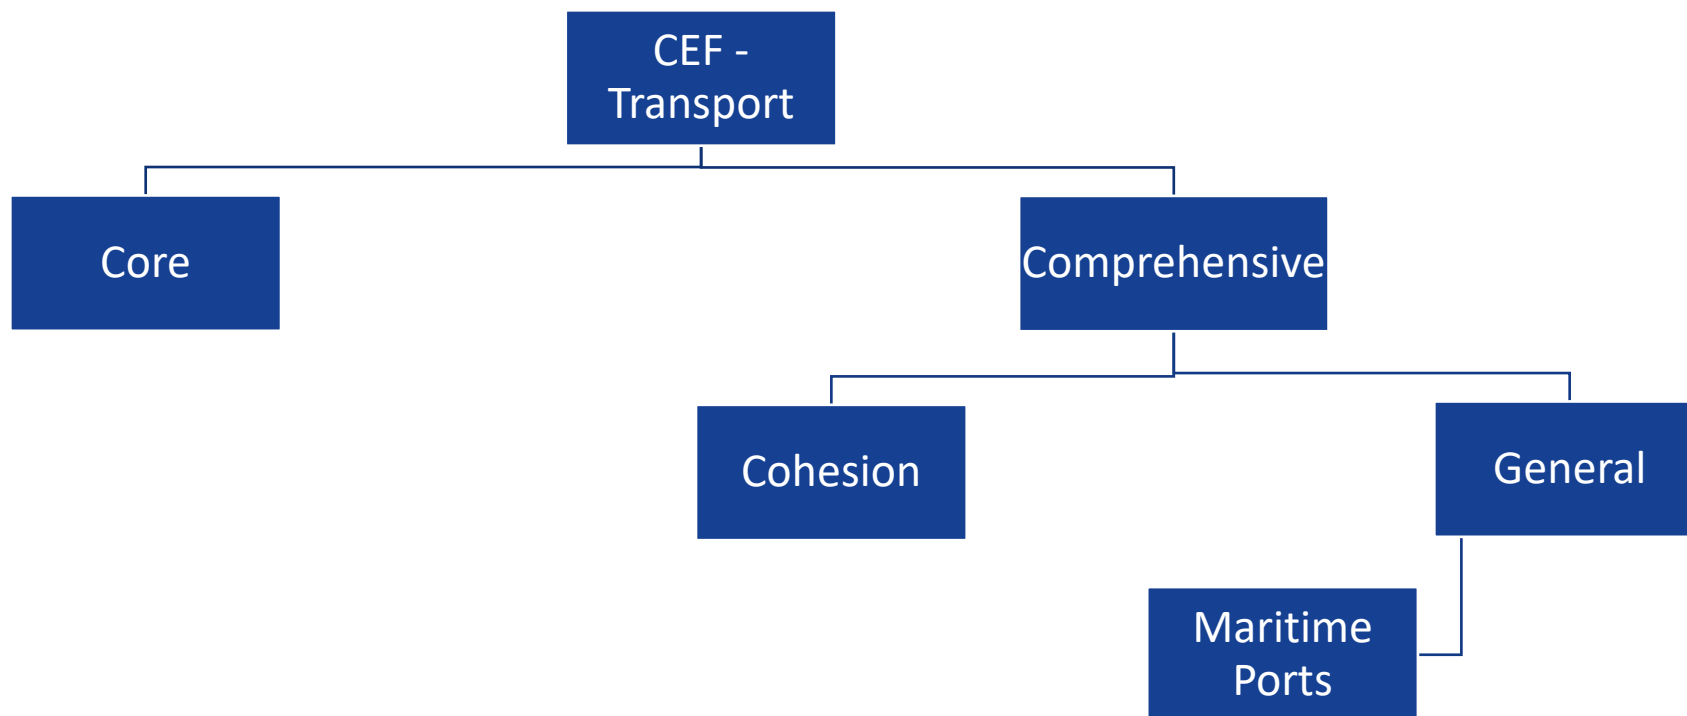 CEF -
Transport
Core
Comprehensive
Cohesion
General
Maritime
Ports